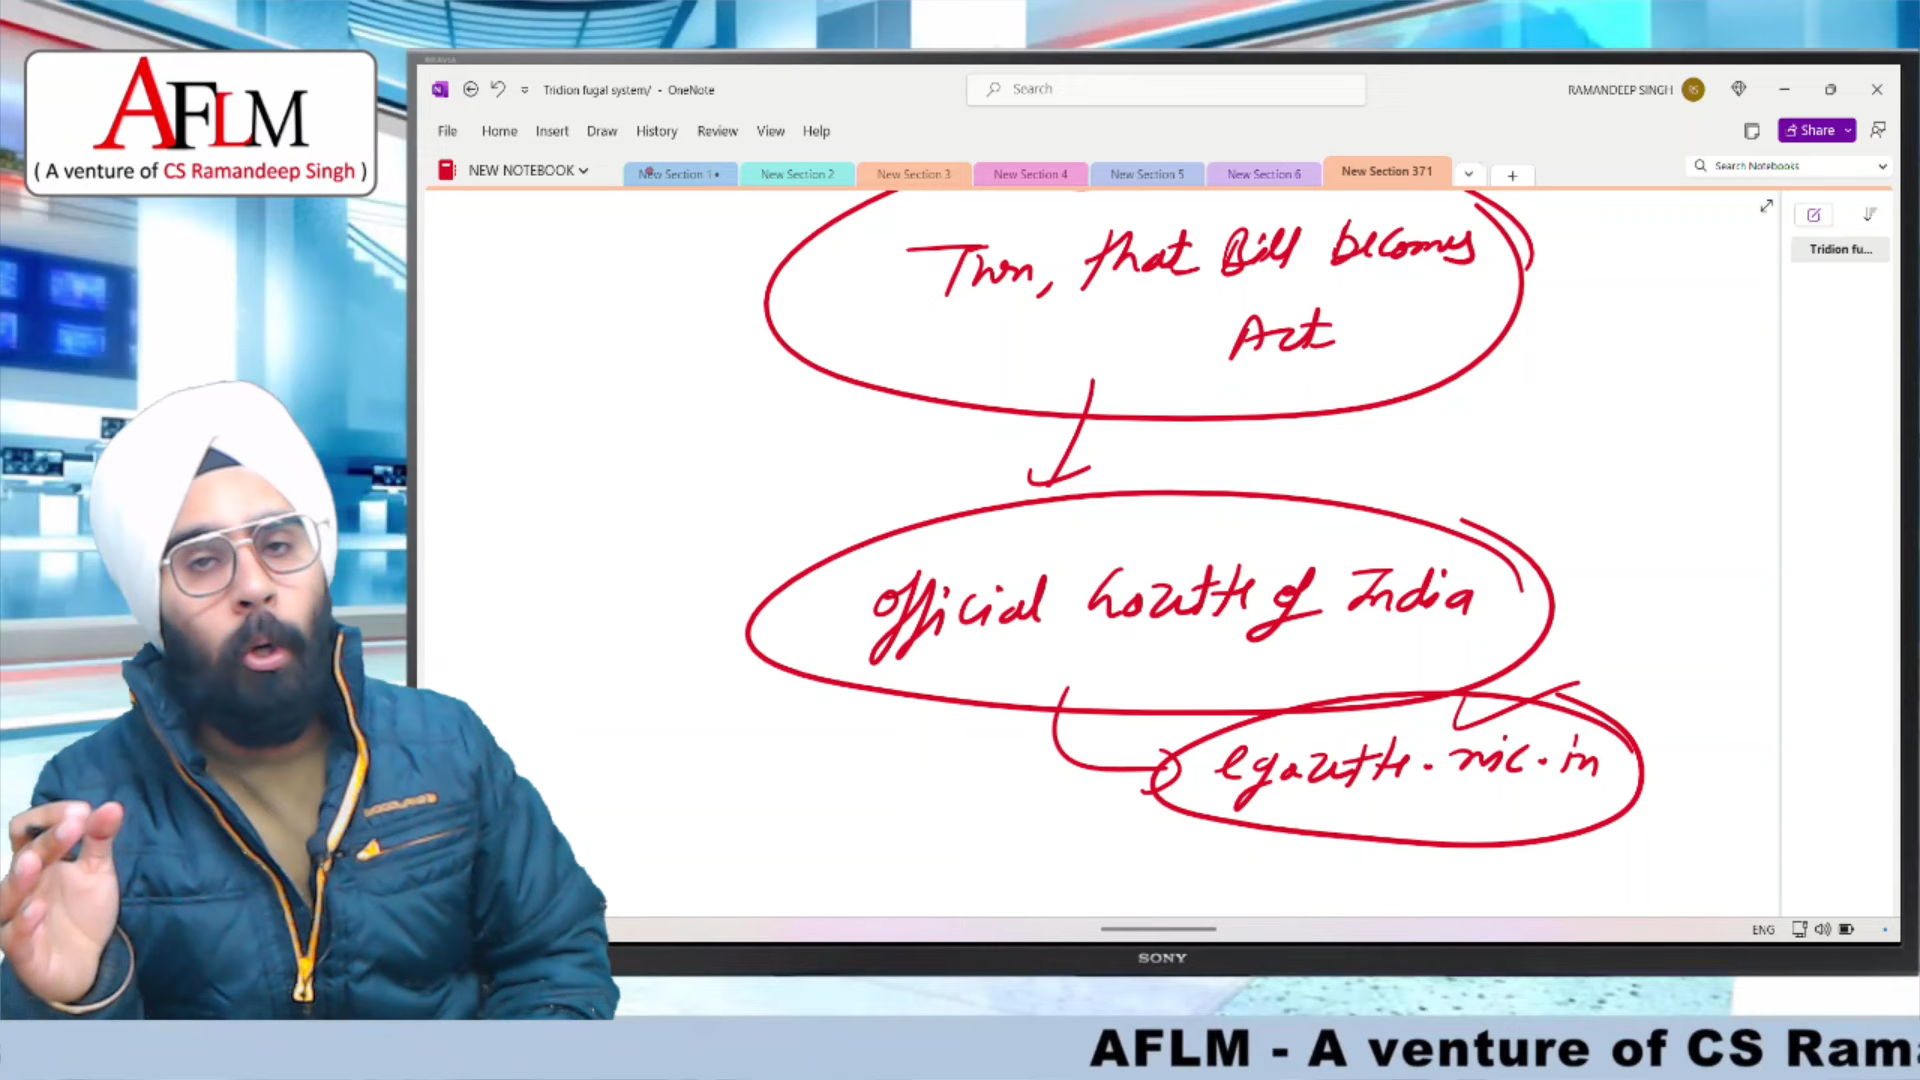 AFLM
( A venture of CS Ramandeep Singh )
BRAVIA
Tridion fugal system/ - OneNote
Search
RAMANDEEP SINGH
RS
File Home Insert Draw History Review View Help
Share
NEW NOTEBOOK
New Section 1
New Section 2
New Section 3
New Section 4
New Section 5
New Section 6
New Section 371
Search Notebooks
Tridion fu...
Then, that Bill becomes
Act
official Gazette of India
egazette.nic.in
ENG
SONY
AFLM - A venture of CS Rama